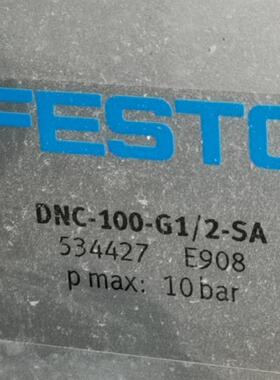 FESTO
DNC-100-G1/2-SA
534427 E908
p max: 10 bar